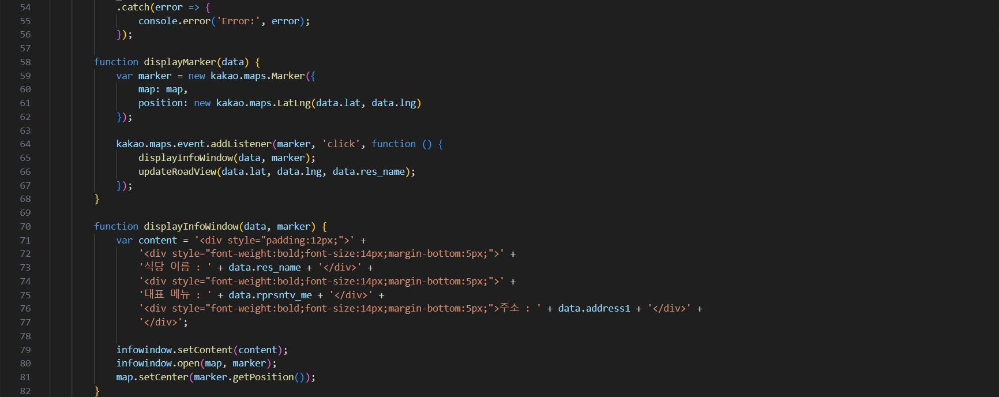 54 .catch(error => {
55 console.error('Error:', error);
56 });
57
58 function displayMarker(data) {
59 var marker = new kakao.maps.Marker({
60 map: map,
61 position: new kakao.maps.LatLng(data.lat, data.lng)
62 });
63
64 kakao.maps.event.addListener(marker, 'click', function () {
65 displayInfoWindow(data, marker);
66 updateRoadView(data.lat, data.lng, data.res_name);
67 });
68 }
69
70 function displayInfoWindow(data, marker) {
71 var content = '<div style="padding:12px;">' +
72 '<div style="font-weight:bold;font-size:14px;margin-bottom:5px;">' +
73 '식당 이름 : ' + data.res_name + '</div>' +
74 '<div style="font-weight:bold;font-size:14px;margin-bottom:5px;">' +
75 '대표 메뉴 : ' + data.rprsntv_me + '</div>' +
76 '<div style="font-weight:bold;font-size:14px;margin-bottom:5px;">주소 : ' + data.address1 + '</div>' +
77 '</div>';
78
79 infowindow.setContent(content);
80 infowindow.open(map, marker);
81 map.setCenter(marker.getPosition());
82 }